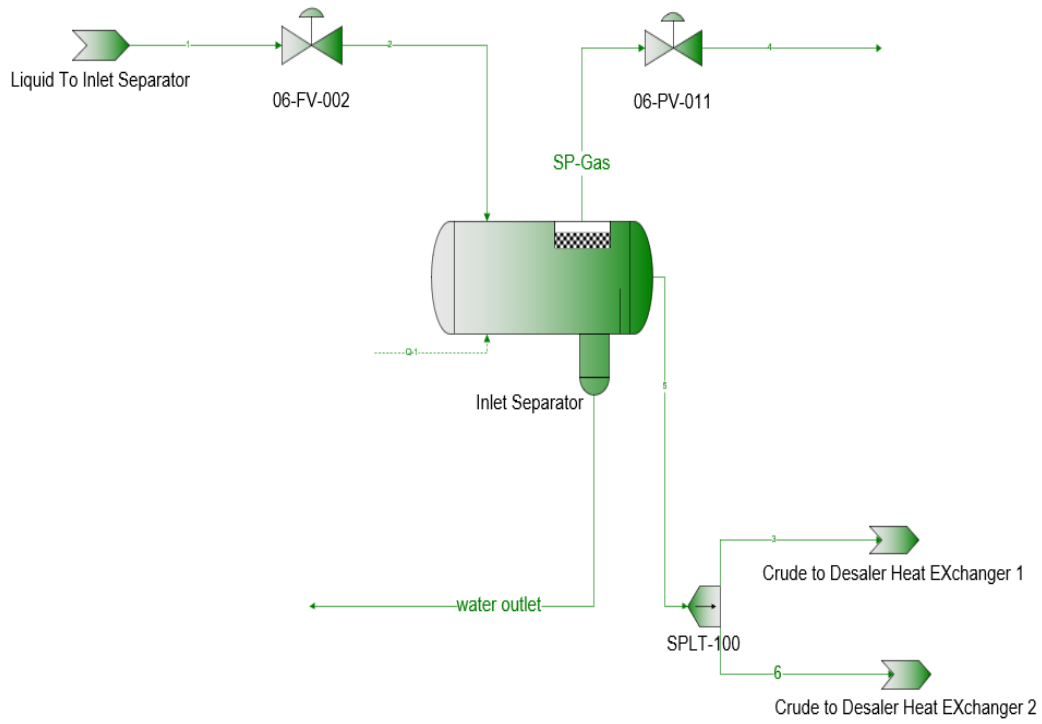 1
2
4
Liquid To Inlet Separator
06-FV-002
06-PV-011
SP-Gas
Q-1
5
Inlet Separator
3
Crude to Desaler Heat EXchanger 1
water outlet
SPLT-100
6
Crude to Desaler Heat EXchanger 2